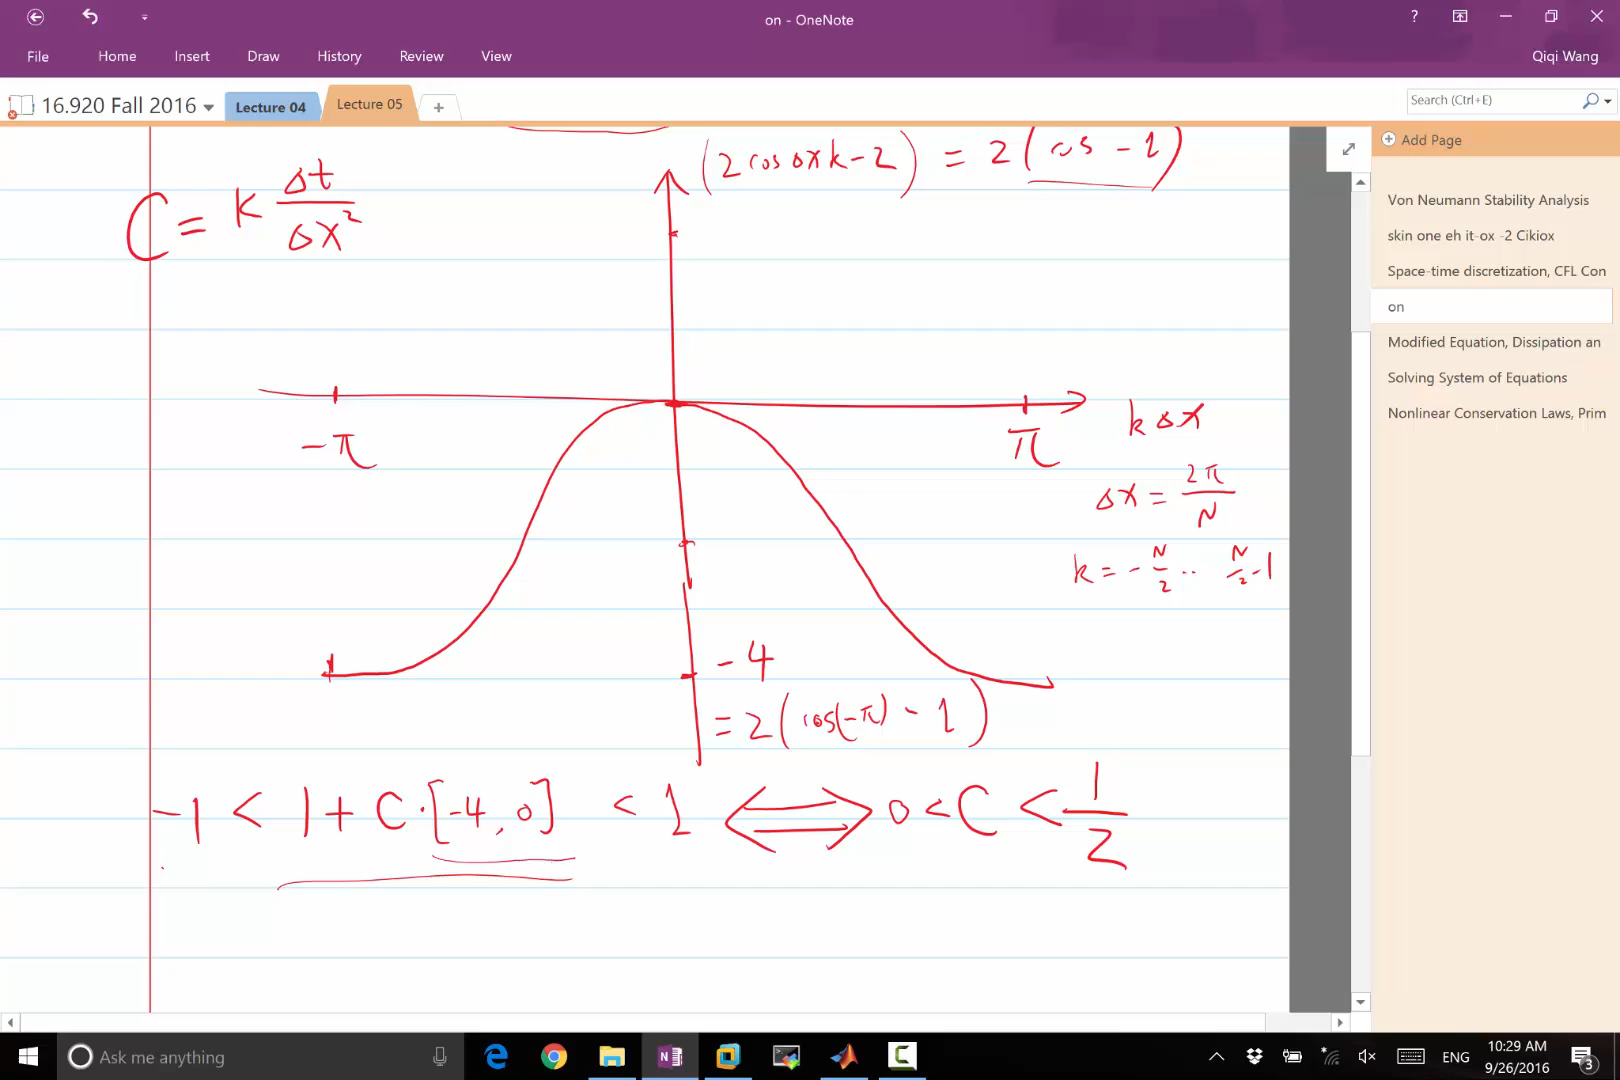 on - OneNote
?
File Home Insert Draw History Review View
Qiqi Wang
16.920 Fall 2016 Lecture 04 Lecture 05 +
Search (Ctrl+E)
Add Page
Von Neumann Stability Analysis
skin one eh it-ox -2 Cikiox
Space-time discretization, CFL Con
on
Modified Equation, Dissipation an
Solving System of Equations
Nonlinear Conservation Laws, Prim
(2 cos Δx k - 2) = 2 (cos - 1)
C = κ Δt / Δx²
-π
π
k Δx
Δx = 2π / N
k = - N/2 .. N/2 - 1
- 4
= 2 (cos(-π) - 1)
-1 < 1 + C · [-4, 0] < 1 ⟺ 0 < C < 1/2
Ask me anything
ENG
10:29 AM
9/26/2016
3